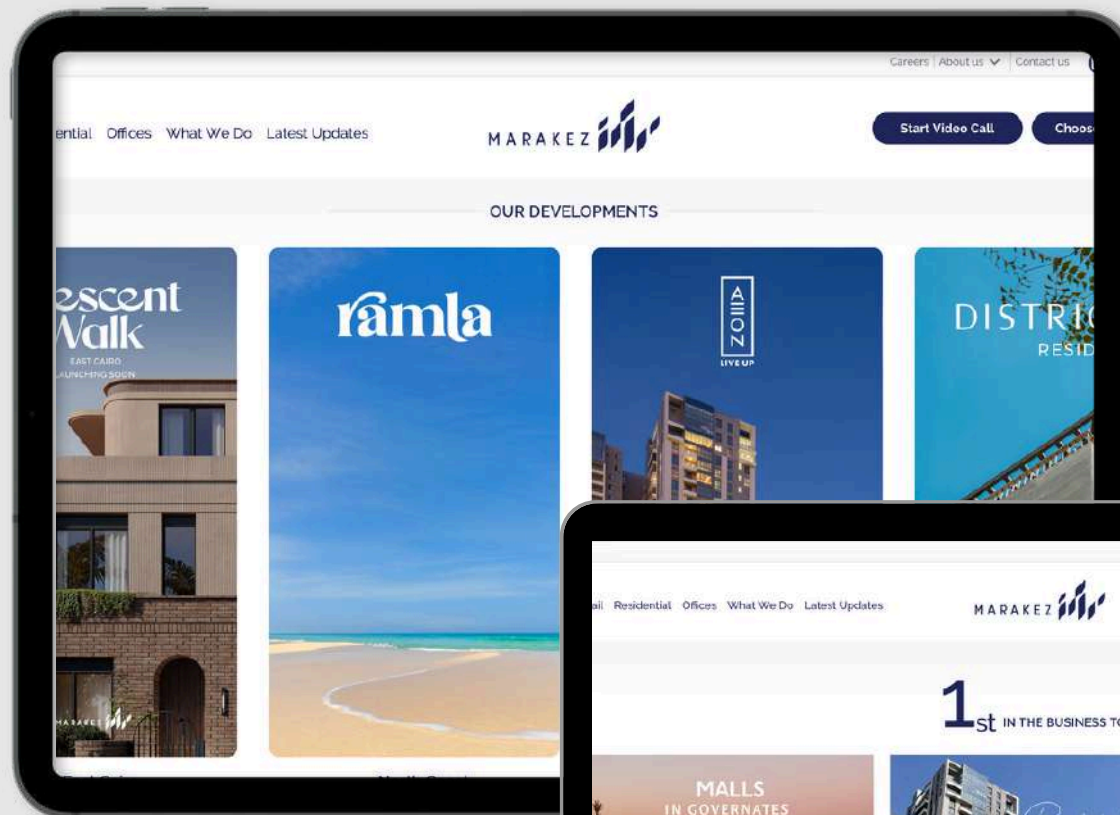 Careers | About us | Contact us
ential Offices What We Do Latest Updates
MARAKEZ
Start Video Call
Choos
OUR DEVELOPMENTS
escent
Walk
EAST CAIRO
LAUNCHING SOON
MARAKEZ
ramla
AEON
LIVE UP
DISTRI
RESID
ail Residential Offices What We Do Latest Updates
MARAKEZ
1st IN THE BUSINESS TO
MALLS
IN GOVERNATES